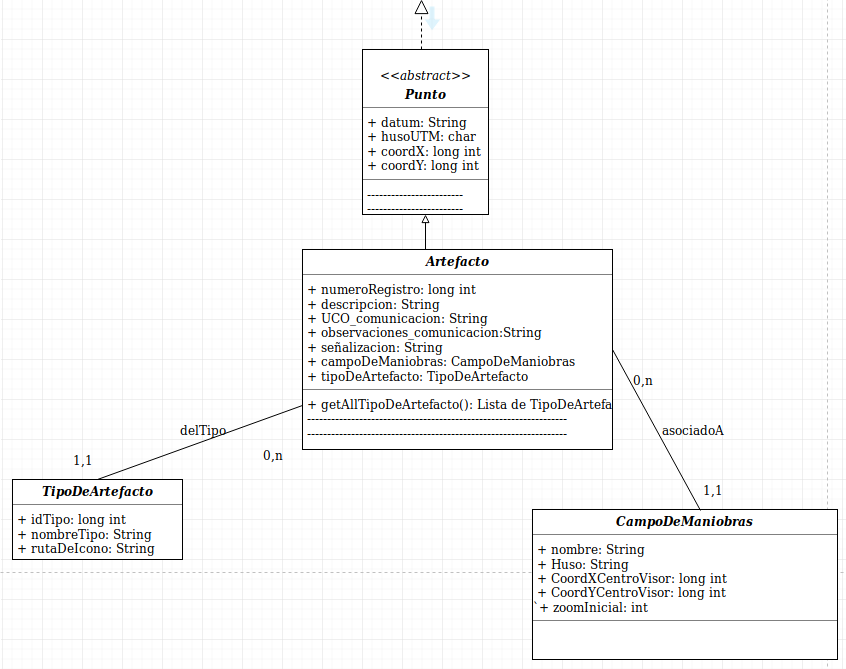 <<abstract>>
Punto
+ datum: String
+ husoUTM: char
+ coordX: long int
+ coordY: long int
------------------------
------------------------
Artefacto
+ numeroRegistro: long int
+ descripcion: String
+ UCO_comunicacion: String
+ observaciones_comunicacion:String
+ señalizacion: String
+ campoDeManiobras: CampoDeManiobras
+ tipoDeArtefacto: TipoDeArtefacto
+ getAllTipoDeArtefacto(): Lista de TipoDeArtefa
-----------------------------------------------------------------
-----------------------------------------------------------------
0,n
delTipo
asociadoA
0,n
1,1
1,1
TipoDeArtefacto
+ idTipo: long int
+ nombreTipo: String
+ rutaDeIcono: String
CampoDeManiobras
+ nombre: String
+ Huso: String
+ CoordXCentroVisor: long int
+ CoordYCentroVisor: long int
`+ zoomInicial: int